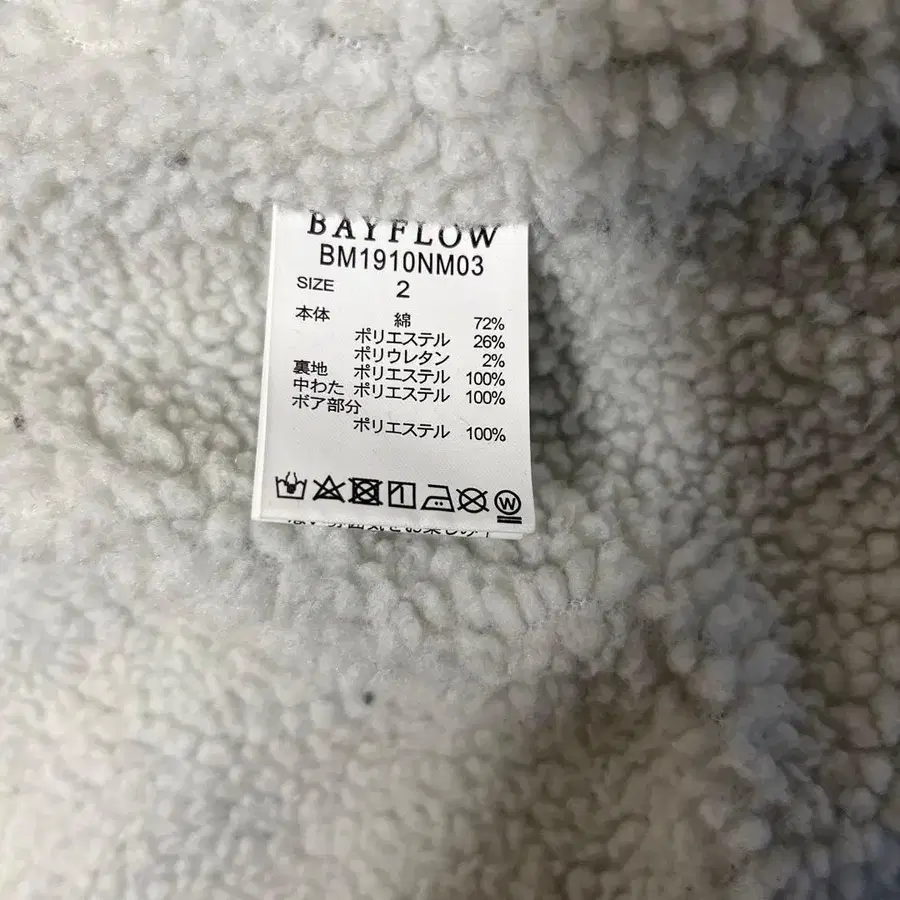 BAYFLOW
BM1910NM03
SIZE 2
本体 綿 72%
ポリエステル 26%
ポリウレタン 2%
裏地 ポリエステル 100%
中わた ポリエステル 100%
ボア部分
ポリエステル 100%
W